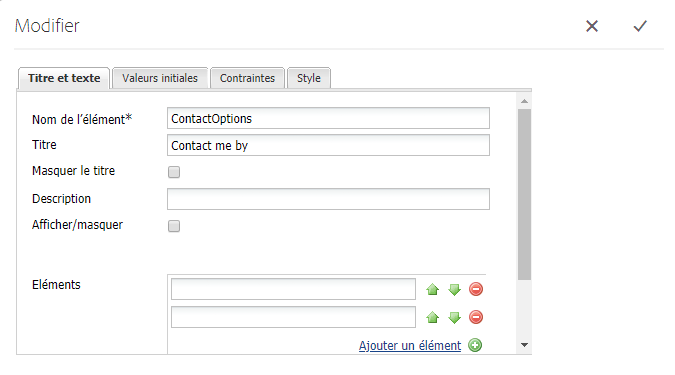 Modifier
Titre et texte Valeurs initiales Contraintes Style
Nom de l'élément* ContactOptions
Titre Contact me by
Masquer le titre
Description
Afficher/masquer
Eléments
Ajouter un élément